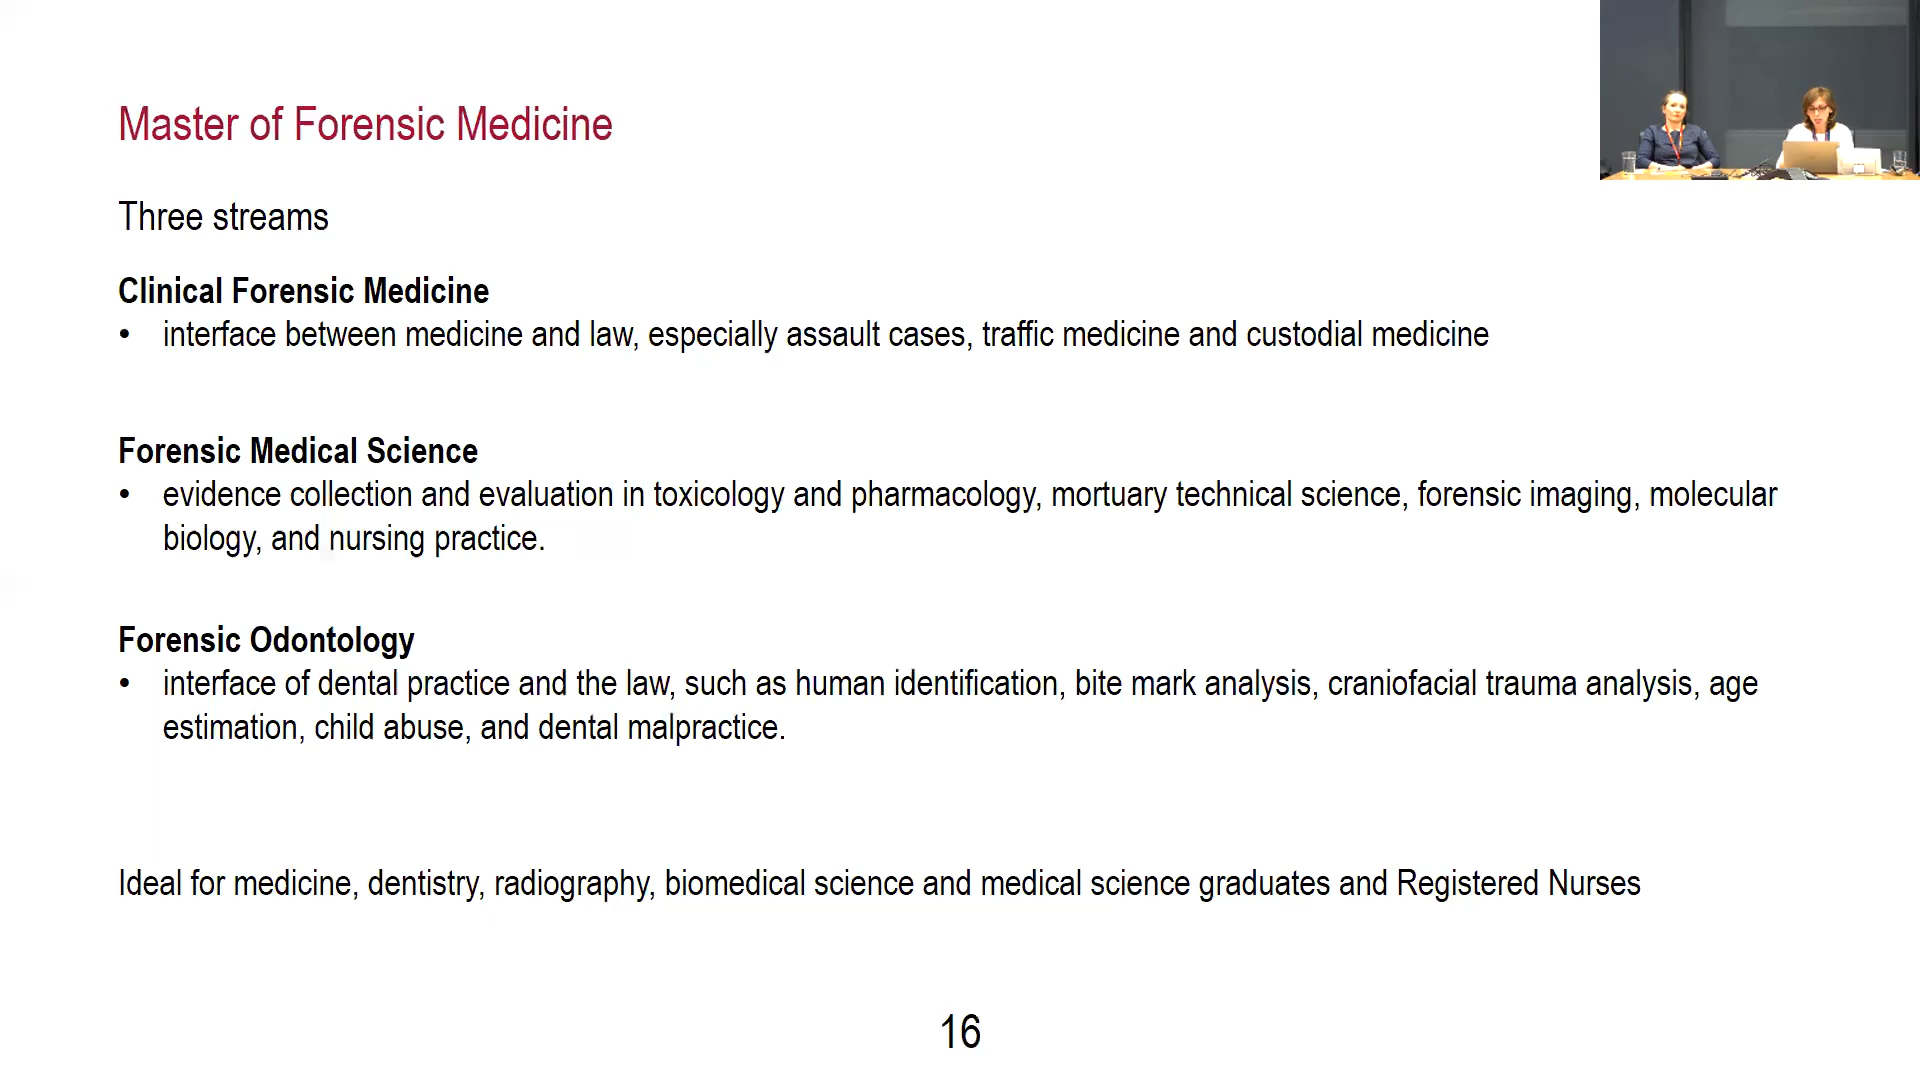 Master of Forensic Medicine
Three streams
Clinical Forensic Medicine
• interface between medicine and law, especially assault cases, traffic medicine and custodial medicine
Forensic Medical Science
• evidence collection and evaluation in toxicology and pharmacology, mortuary technical science, forensic imaging, molecular
biology, and nursing practice.
Forensic Odontology
• interface of dental practice and the law, such as human identification, bite mark analysis, craniofacial trauma analysis, age
estimation, child abuse, and dental malpractice.
Ideal for medicine, dentistry, radiography, biomedical science and medical science graduates and Registered Nurses
16